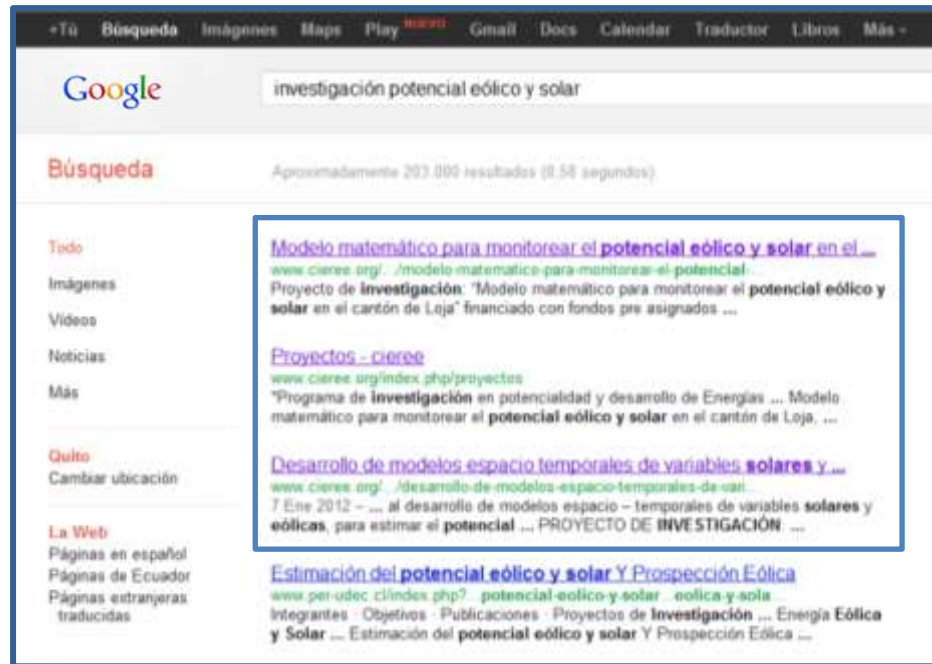 +Tú Búsqueda Imágenes Maps Play NUEVO Gmail Docs Calendar Traductor Libros Más
Google
investigación potencial eólico y solar
Búsqueda
Aproximadamente 203.000 resultados (0,58 segundos)
Todo
Imágenes
Vídeos
Noticias
Más
Quito
Cambiar ubicación
La Web
Páginas en español
Páginas de Ecuador
Páginas extranjeras
traducidas
Modelo matemático para monitorear el potencial eólico y solar en el ...
www.cieree.org/.../modelo-matematico-para-monitorear-el-potencial-...
Proyecto de investigación: "Modelo matemático para monitorear el potencial eólico y
solar en el cantón de Loja" financiado con fondos pre asignados ...
Proyectos - cieree
www.cieree.org/index.php/proyectos
"Programa de investigación en potencialidad y desarrollo de Energías ... Modelo
matemático para monitorear el potencial eólico y solar en el cantón de Loja, ...
Desarrollo de modelos espacio temporales de variables solares y ...
www.cieree.org/.../desarrollo-de-modelos-espacio-temporales-de-vari...
7 Ene 2012 – ... al desarrollo de modelos espacio – temporales de variables solares y
eólicas, para estimar el potencial ... PROYECTO DE INVESTIGACIÓN. ...
Estimación del potencial eólico y solar Y Prospección Eólica
www.per-udec.cl/index.php?...potencial-eolico-y-solar...eolica-y-sola...
Integrantes · Objetivos · Publicaciones · Proyectos de Investigación ... Energía Eólica
y Solar ... Estimación del potencial eólico y solar Y Prospección Eólica ...